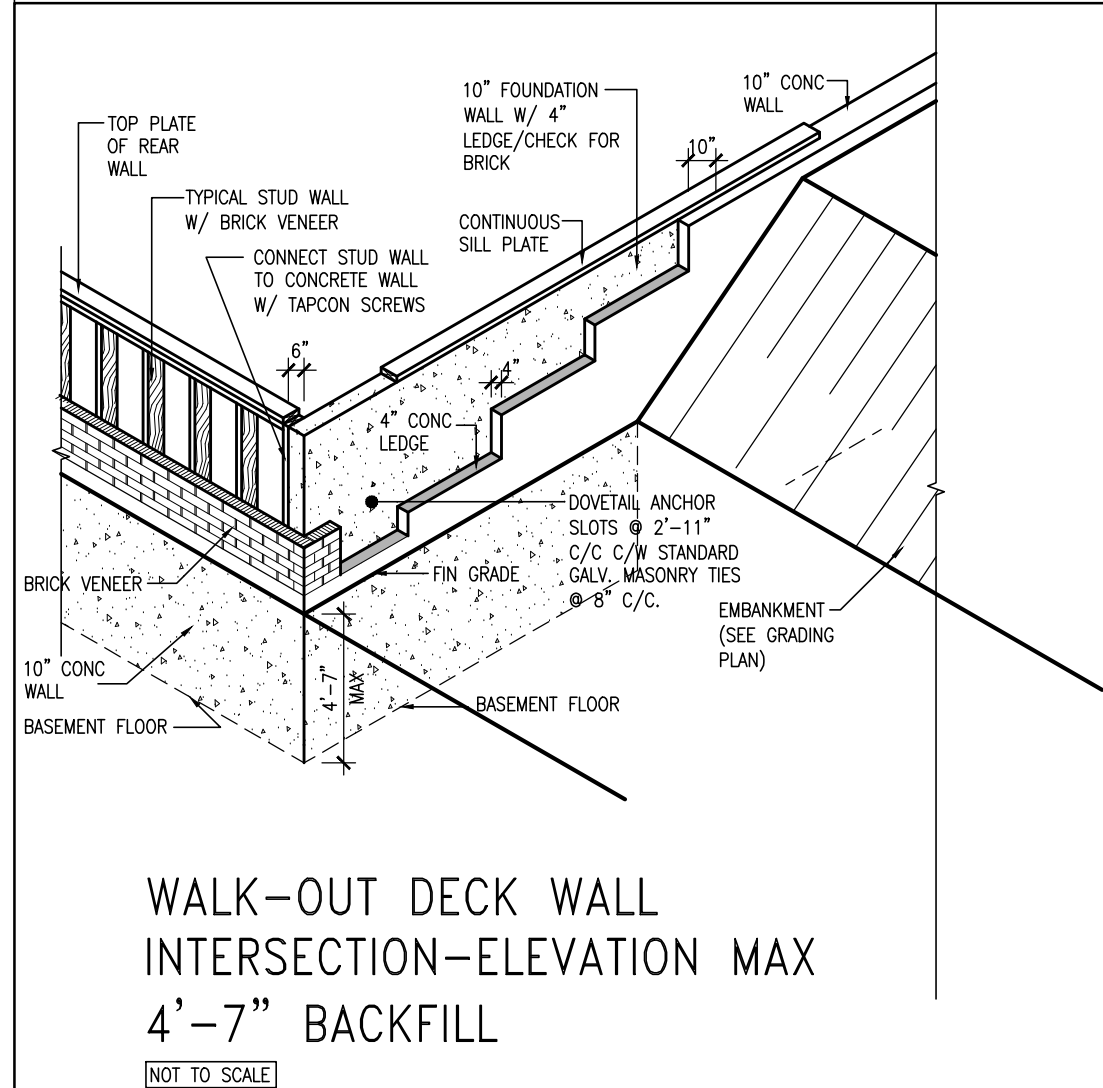 TOP PLATE
OF REAR
WALL
TYPICAL STUD WALL
W/ BRICK VENEER
CONNECT STUD WALL
TO CONCRETE WALL
W/ TAPCON SCREWS
10" FOUNDATION
WALL W/ 4"
LEDGE/CHECK FOR
BRICK
10" CONC
WALL
10"
CONTINUOUS
SILL PLATE
6"
4"
4" CONC
LEDGE
DOVETAIL ANCHOR
SLOTS @ 2'-11"
C/C C/W STANDARD
GALV. MASONRY TIES
@ 8" C/C.
FIN GRADE
BRICK VENEER
EMBANKMENT
(SEE GRADING
PLAN)
10" CONC
WALL
4'-7"
MAX
BASEMENT FLOOR
BASEMENT FLOOR
WALK-OUT DECK WALL
INTERSECTION-ELEVATION MAX
4'-7" BACKFILL
NOT TO SCALE